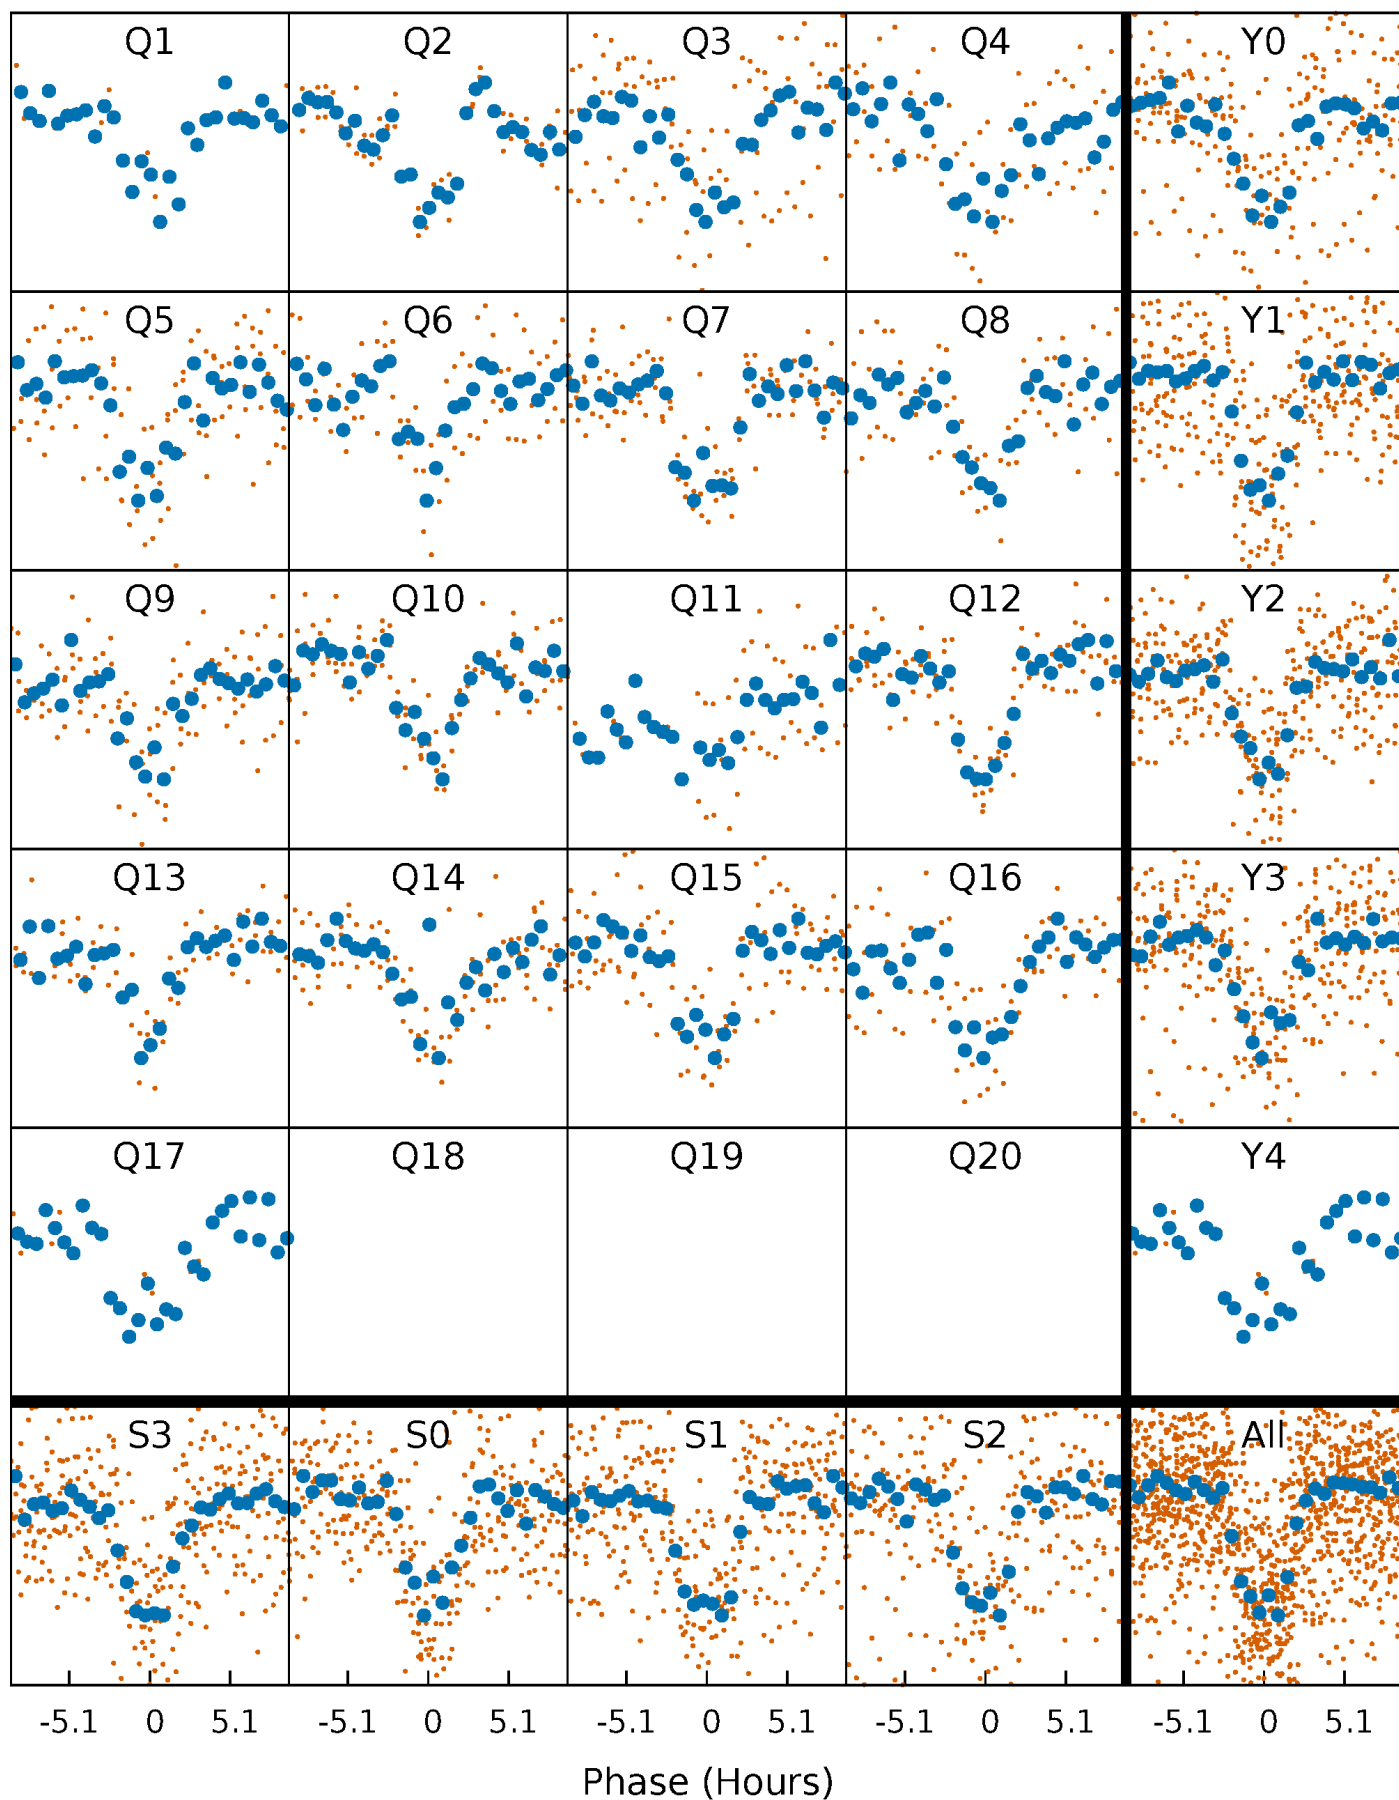 Q1 Q2 Q3 Q4 Y0
Q5 Q6 Q7 Q8 Y1
Q9 Q10 Q11 Q12 Y2
Q13 Q14 Q15 Q16 Y3
Q17 Q18 Q19 Q20 Y4
S3 S0 S1 S2 All
-5.1 0 5.1 -5.1 0 5.1 -5.1 0 5.1 -5.1 0 5.1 -5.1 0 5.1
Phase (Hours)